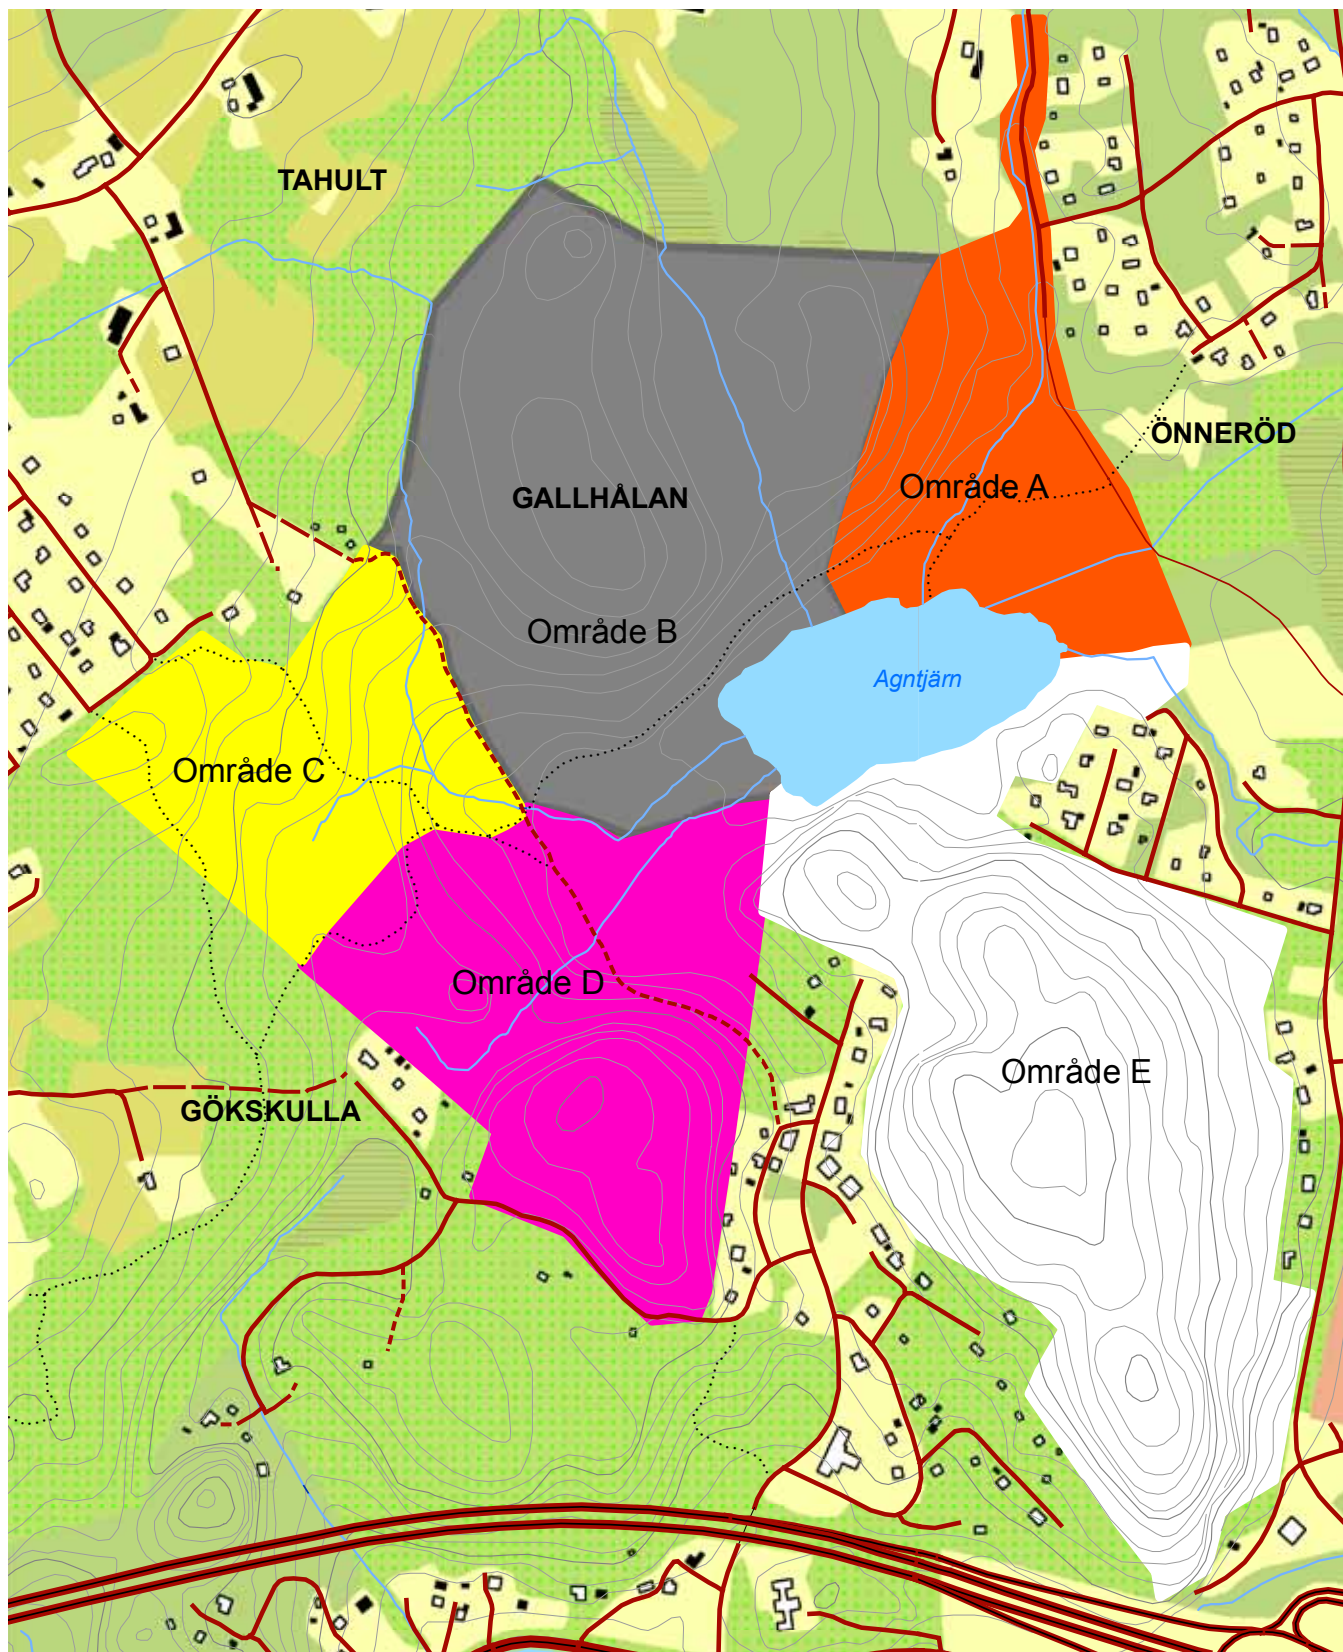 TAHULT
ÖNNERÖD
Område A
GALLHÅLAN
Område B
Agntjärn
Område C
Område D
Område E
GÖKSKULLA